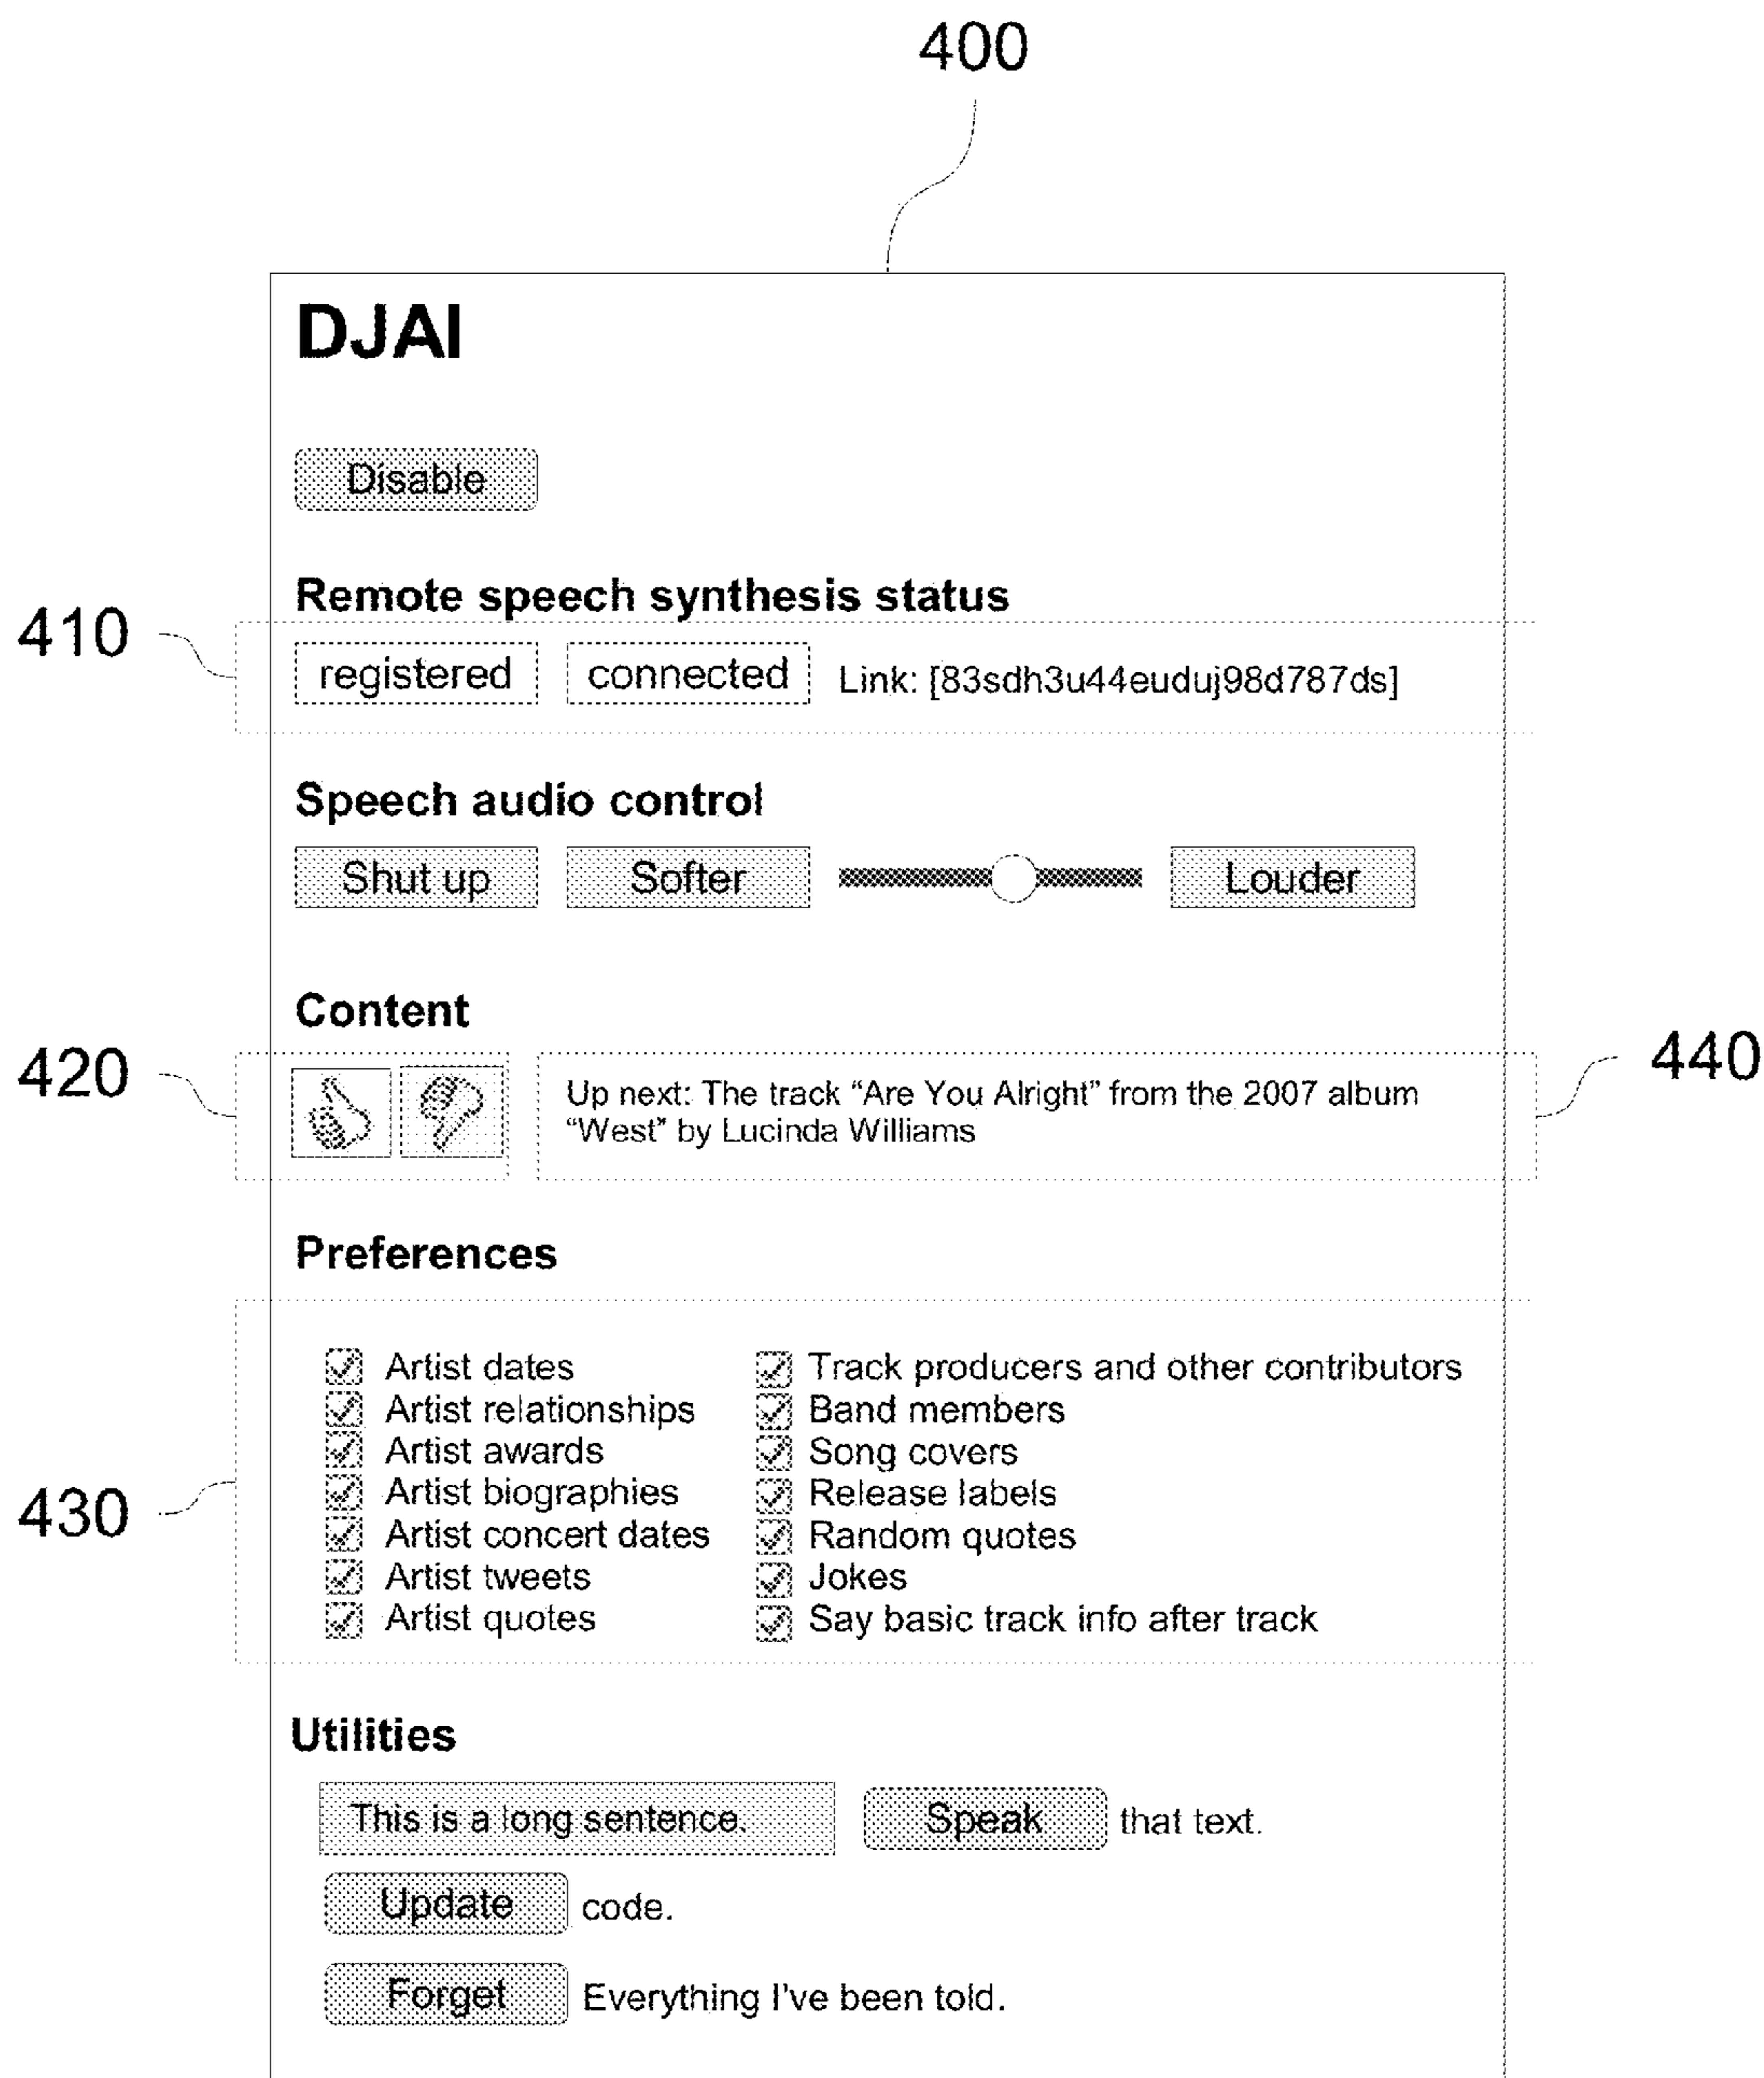 400
DJAI
Disable
Remote speech synthesis status
410
registered connected Link: [83sdh3u44euduj98d787ds]
Speech audio control
Shut up Softer Louder
Content
420
440
Up next: The track “Are You Alright” from the 2007 album
“West” by Lucinda Williams
Preferences
430
Artist dates
Artist relationships
Artist awards
Artist biographies
Artist concert dates
Artist tweets
Artist quotes
Track producers and other contributors
Band members
Song covers
Release labels
Random quotes
Jokes
Say basic track info after track
Utilities
This is a long sentence. Speak that text.
Update code.
Forget Everything I've been told.